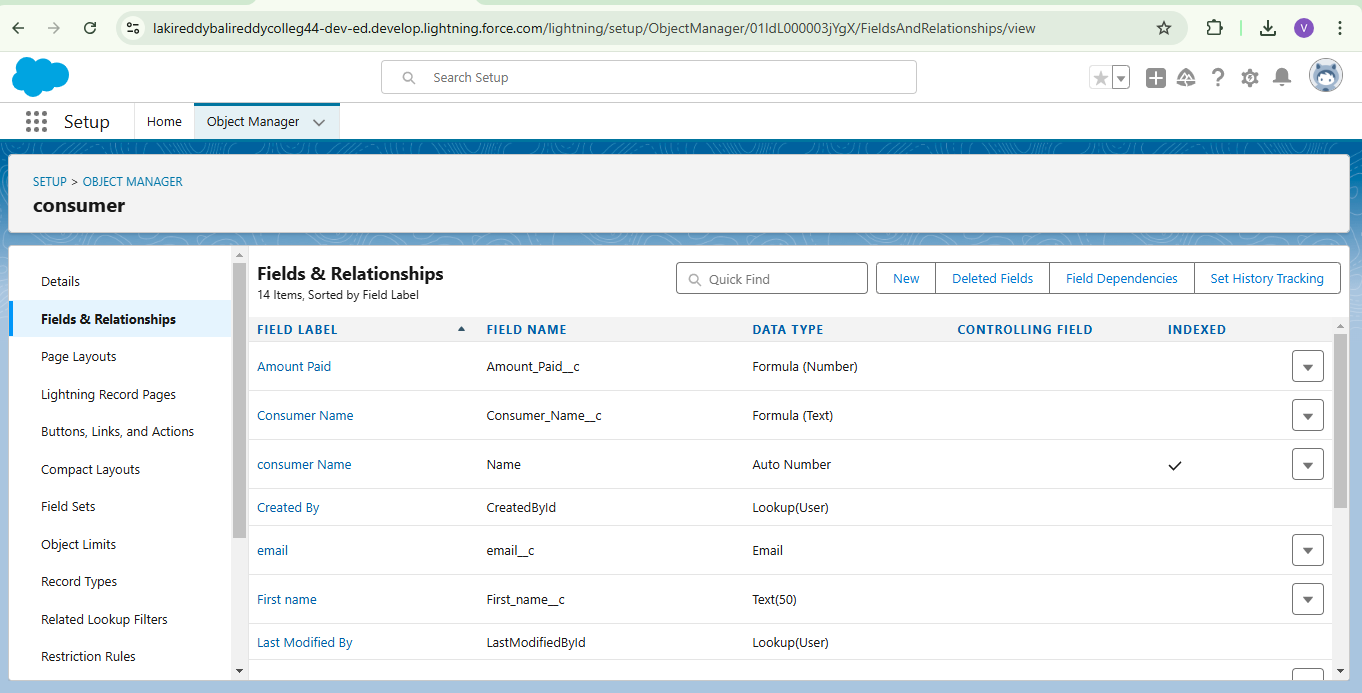 lakireddybalireddycolleg44-dev-ed.develop.lightning.force.com/lightning/setup/ObjectManager/01IdL000003jYgX/FieldsAndRelationships/view
V
Search Setup
Setup
Home
Object Manager
SETUP > OBJECT MANAGER
consumer
Details
Fields & Relationships
Page Layouts
Lightning Record Pages
Buttons, Links, and Actions
Compact Layouts
Field Sets
Object Limits
Record Types
Related Lookup Filters
Restriction Rules
Fields & Relationships
14 Items, Sorted by Field Label
Quick Find
New
Deleted Fields
Field Dependencies
Set History Tracking
FIELD LABEL FIELD NAME DATA TYPE CONTROLLING FIELD INDEXED
Amount Paid Amount_Paid__c Formula (Number)
Consumer Name Consumer_Name__c Formula (Text)
consumer Name Name Auto Number
Created By CreatedById Lookup(User)
email email__c Email
First name First_name__c Text(50)
Last Modified By LastModifiedById Lookup(User)